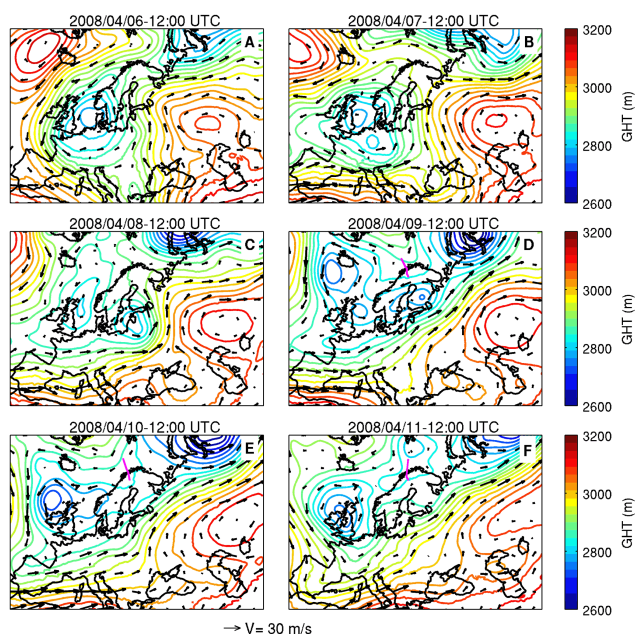 2008/04/06-12:00 UTC
A
2008/04/07-12:00 UTC
B
3200
3000
2800
2600
GHT (m)
2008/04/08-12:00 UTC
C
2008/04/09-12:00 UTC
D
3200
3000
2800
2600
GHT (m)
2008/04/10-12:00 UTC
E
2008/04/11-12:00 UTC
F
3200
3000
2800
2600
GHT (m)
V= 30 m/s